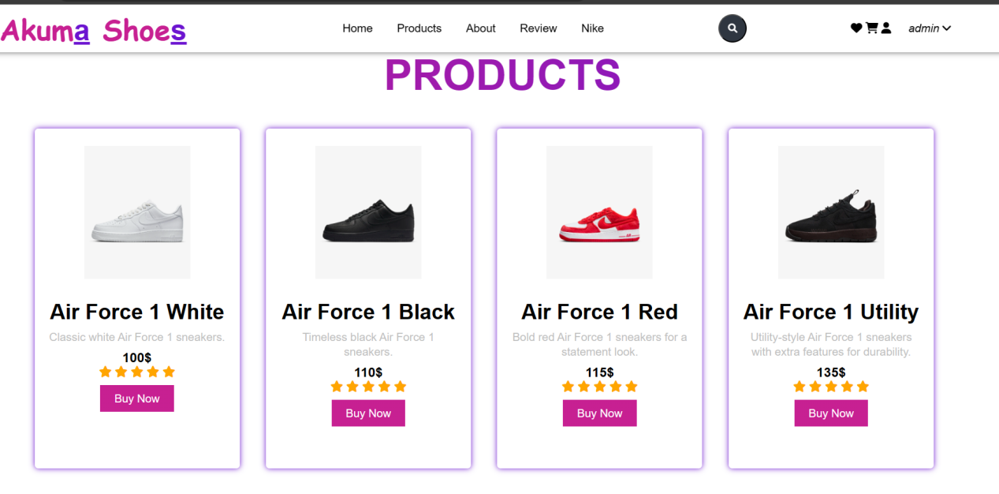 Akuma Shoes
Home Products About Review Nike
admin
PRODUCTS
Air Force 1 White
Classic white Air Force 1 sneakers.
100$
Buy Now
Air Force 1 Black
Timeless black Air Force 1
sneakers.
110$
Buy Now
Air Force 1 Red
Bold red Air Force 1 sneakers for a
statement look.
115$
Buy Now
Air Force 1 Utility
Utility-style Air Force 1 sneakers
with extra features for durability.
135$
Buy Now